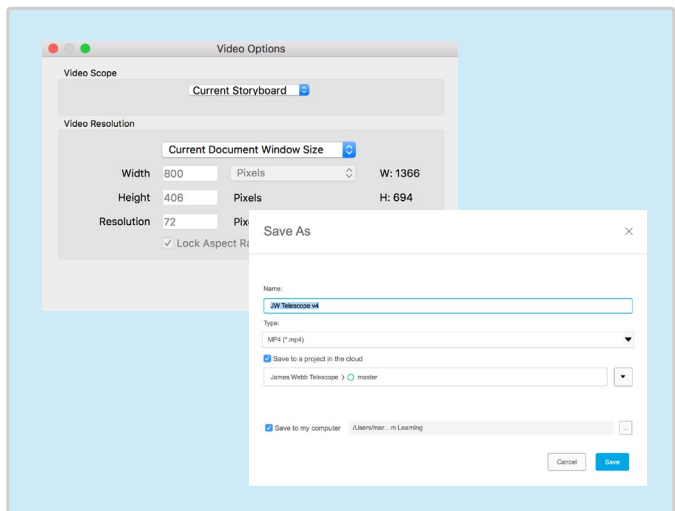 Video Options
Video Scope
Current Storyboard
Video Resolution
Current Document Window Size
Width 800 Pixels W: 1366
Height 406 Pixels H: 694
Resolution 72
Lock Aspect
Save As
Name:
JW Telescope v4
Type:
MP4 (*.mp4)
Save to a project in the cloud
James Webb Telescope > master
Save to my computer /Users/mar...m Learning ...
Cancel Save